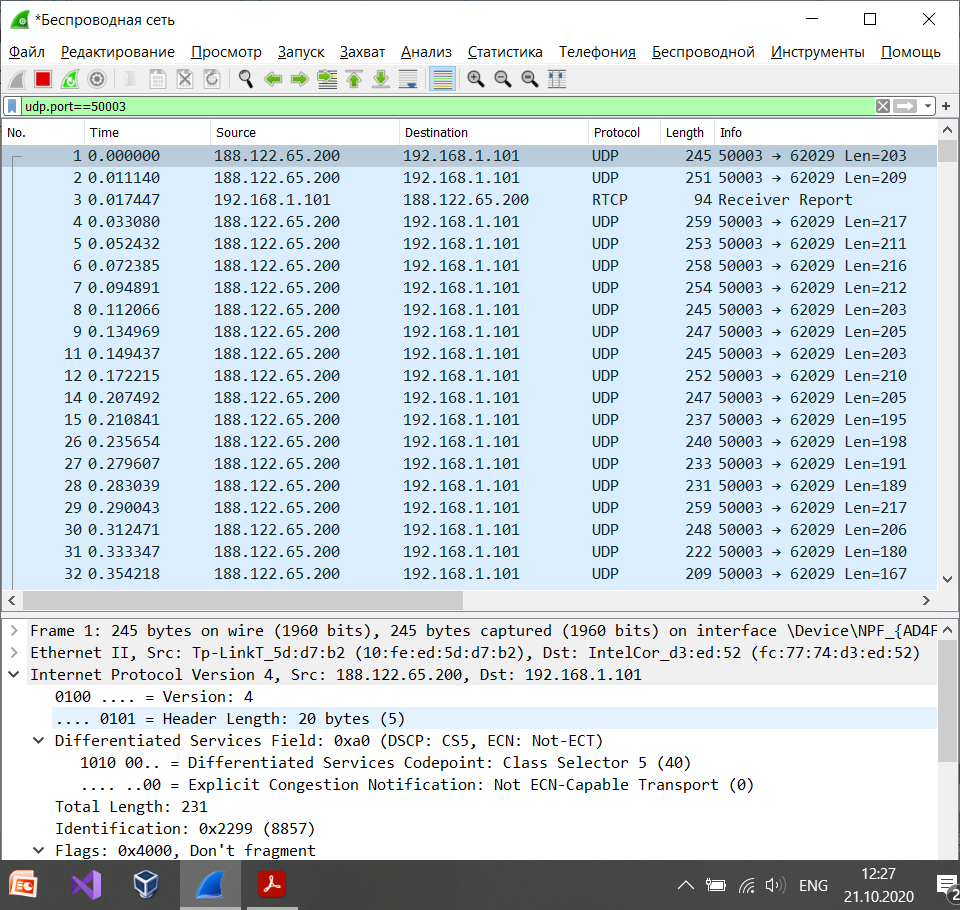 *Беспроводная сеть
Файл Редактирование Просмотр Запуск Захват Анализ Статистика Телефония Беспроводной Инструменты Помощь
udp.port==50003
No. Time Source Destination Protocol Length Info
1 0.000000 188.122.65.200 192.168.1.101 UDP 245 50003 → 62029 Len=203
2 0.011140 188.122.65.200 192.168.1.101 UDP 251 50003 → 62029 Len=209
3 0.017447 192.168.1.101 188.122.65.200 RTCP 94 Receiver Report
4 0.033080 188.122.65.200 192.168.1.101 UDP 259 50003 → 62029 Len=217
5 0.052432 188.122.65.200 192.168.1.101 UDP 253 50003 → 62029 Len=211
6 0.072385 188.122.65.200 192.168.1.101 UDP 258 50003 → 62029 Len=216
7 0.094891 188.122.65.200 192.168.1.101 UDP 254 50003 → 62029 Len=212
8 0.112066 188.122.65.200 192.168.1.101 UDP 245 50003 → 62029 Len=203
9 0.134969 188.122.65.200 192.168.1.101 UDP 247 50003 → 62029 Len=205
11 0.149437 188.122.65.200 192.168.1.101 UDP 245 50003 → 62029 Len=203
12 0.172215 188.122.65.200 192.168.1.101 UDP 252 50003 → 62029 Len=210
14 0.207492 188.122.65.200 192.168.1.101 UDP 247 50003 → 62029 Len=205
15 0.210841 188.122.65.200 192.168.1.101 UDP 237 50003 → 62029 Len=195
26 0.235654 188.122.65.200 192.168.1.101 UDP 240 50003 → 62029 Len=198
27 0.279607 188.122.65.200 192.168.1.101 UDP 233 50003 → 62029 Len=191
28 0.283039 188.122.65.200 192.168.1.101 UDP 231 50003 → 62029 Len=189
29 0.290043 188.122.65.200 192.168.1.101 UDP 259 50003 → 62029 Len=217
30 0.312471 188.122.65.200 192.168.1.101 UDP 248 50003 → 62029 Len=206
31 0.333347 188.122.65.200 192.168.1.101 UDP 222 50003 → 62029 Len=180
32 0.354218 188.122.65.200 192.168.1.101 UDP 209 50003 → 62029 Len=167
Frame 1: 245 bytes on wire (1960 bits), 245 bytes captured (1960 bits) on interface \Device\NPF_{AD4F
Ethernet II, Src: Tp-LinkT_5d:d7:b2 (10:fe:ed:5d:d7:b2), Dst: IntelCor_d3:ed:52 (fc:77:74:d3:ed:52)
Internet Protocol Version 4, Src: 188.122.65.200, Dst: 192.168.1.101
0100 .... = Version: 4
.... 0101 = Header Length: 20 bytes (5)
Differentiated Services Field: 0xa0 (DSCP: CS5, ECN: Not-ECT)
1010 00.. = Differentiated Services Codepoint: Class Selector 5 (40)
.... ..00 = Explicit Congestion Notification: Not ECN-Capable Transport (0)
Total Length: 231
Identification: 0x2299 (8857)
Flags: 0x4000, Don't fragment
ENG
12:27
21.10.2020
2